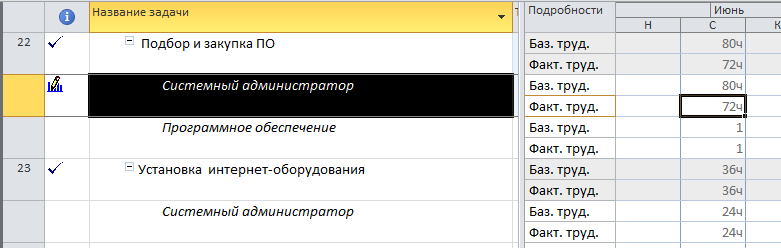 Название задачи Т Подробности Июнь
Н С К
22 Подбор и закупка ПО Баз. труд. 80ч
Факт. труд. 72ч
Системный администратор Баз. труд. 80ч
Факт. труд. 72ч
Программное обеспечение Баз. труд. 1
Факт. труд. 1
23 Установка интернет-оборудования Баз. труд. 36ч
Факт. труд. 36ч
Системный администратор Баз. труд. 24ч
Факт. труд. 24ч